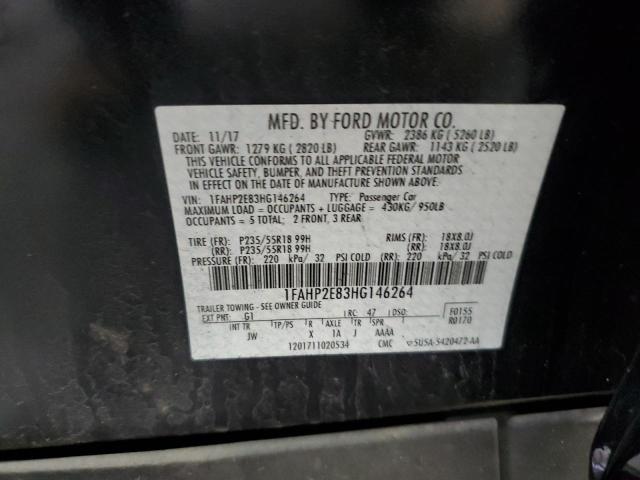 MFD. BY FORD MOTOR CO.
DATE: 11/17 GVWR: 2386 KG ( 5260 LB)
FRONT GAWR: 1279 KG ( 2820 LB) REAR GAWR: 1143 KG ( 2520 LB)
THIS VEHICLE CONFORMS TO ALL APPLICABLE FEDERAL MOTOR
VEHICLE SAFETY, BUMPER, AND THEFT PREVENTION STANDARDS
IN EFFECT ON THE DATE OF MANUFACTURE SHOWN ABOVE.
VIN: 1FAHP2E83HG146264 TYPE: Passenger Car
MAXIMUM LOAD = OCCUPANTS + LUGGAGE = 430KG/ 950LB
OCCUPANTS = 5 TOTAL: 2 FRONT, 3 REAR
TIRE (FR): P235/55R18 99H RIMS (FR): 18X8.0J
(RR): P235/55R18 99H (RR): 18X8.0J
PRESSURE (FR): 220 kPa/ 32 PSI COLD (RR): 220 kPa/ 32 PSI COLD
1FAHP2E83HG146264
TRAILER TOWING - SEE OWNER GUIDE
EXT PNT: G1 RC: 47 DSO: F0155
R0170
INT TR TP/PS R AXLE TR SPR
JW X 1A J AAAA
1201711020534 CMC 5U5A-5420472-AA